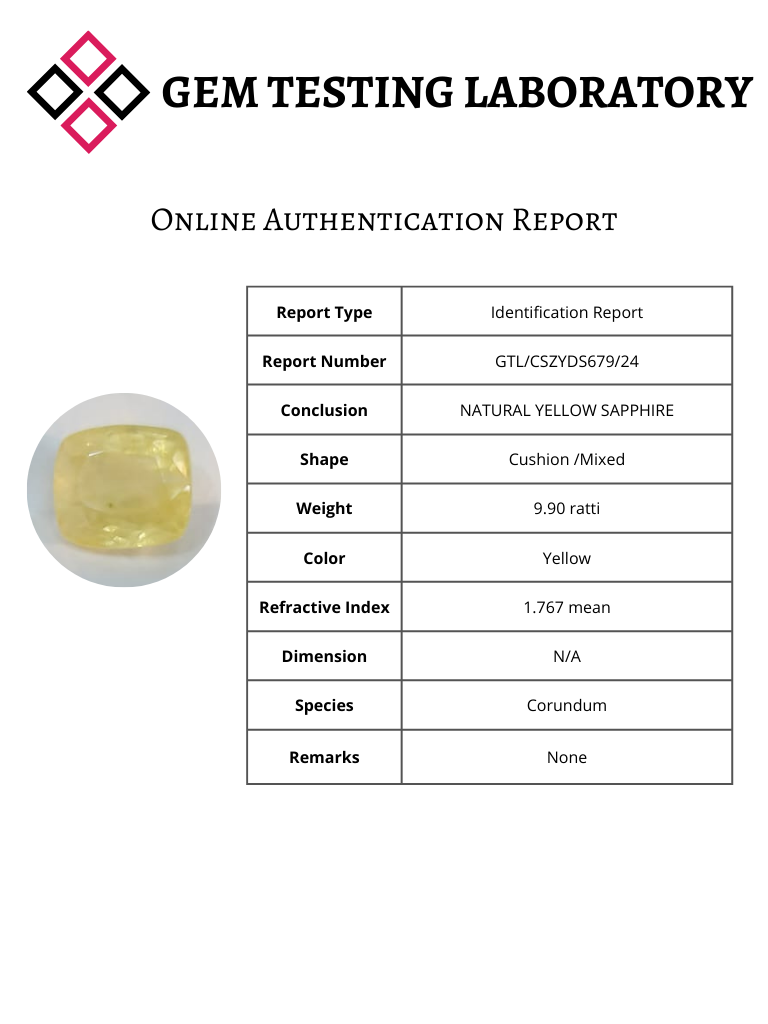 GEM TESTING LABORATORY
Online Authentication Report
Report Type Identification Report
Report Number GTL/CSZYDS679/24
Conclusion NATURAL YELLOW SAPPHIRE
Shape Cushion /Mixed
Weight 9.90 ratti
Color Yellow
Refractive Index 1.767 mean
Dimension N/A
Species Corundum
Remarks None